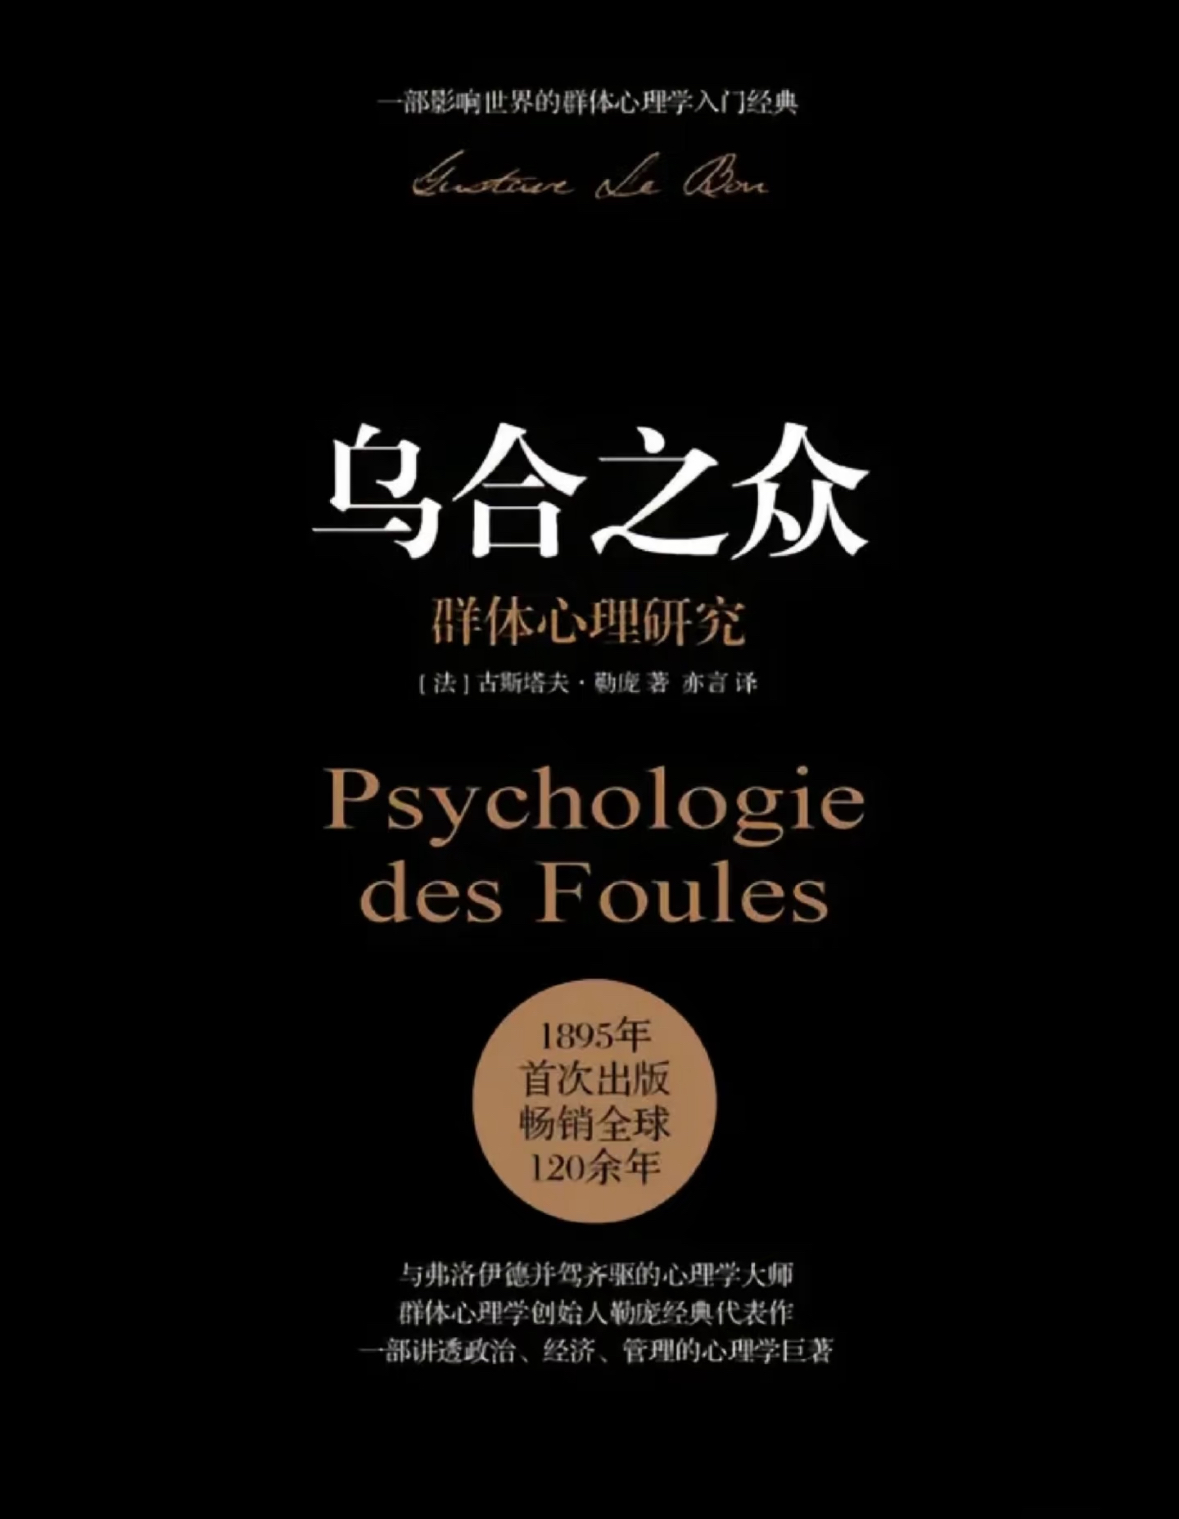 一部影响世界的群体心理学入门经典
Gustave Le Bon
乌合之众
群体心理研究
[法]古斯塔夫·勒庞 著 亦言 译
Psychologie
des Foules
1895年
首次出版
畅销全球
120余年
与弗洛伊德并驾齐驱的心理学大师
群体心理学创始人勒庞经典代表作
一部讲透政治、经济、管理的心理学巨著